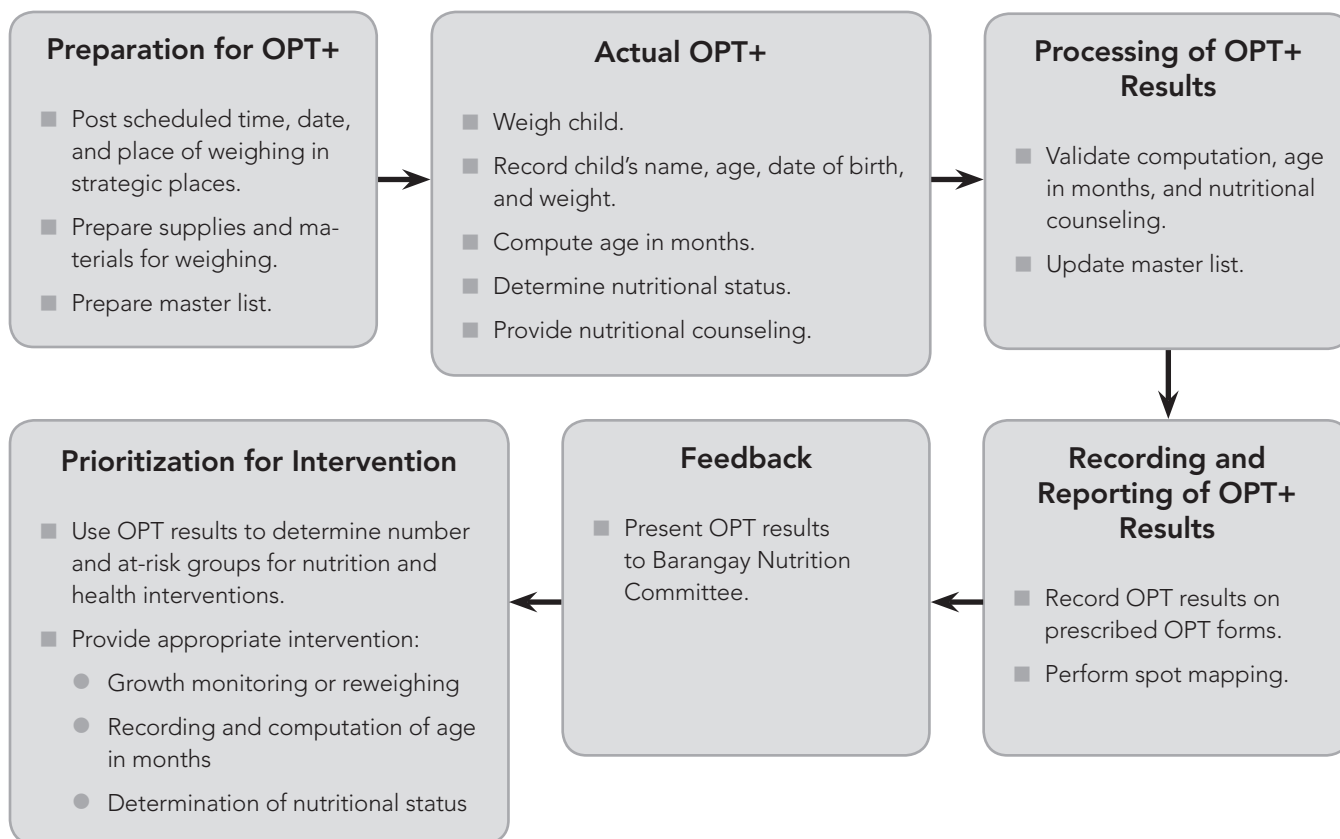 Preparation for OPT+
■ Post scheduled time, date,
and place of weighing in
strategic places.
■ Prepare supplies and ma-
terials for weighing.
■ Prepare master list.
Actual OPT+
■ Weigh child.
■ Record child’s name, age, date of birth,
and weight.
■ Compute age in months.
■ Determine nutritional status.
■ Provide nutritional counseling.
Processing of OPT+
Results
■ Validate computation, age
in months, and nutritional
counseling.
■ Update master list.
Recording and
Reporting of OPT+
Results
■ Record OPT results on
prescribed OPT forms.
■ Perform spot mapping.
Feedback
■ Present OPT results
to Barangay Nutrition
Committee.
Prioritization for Intervention
■ Use OPT results to determine number
and at-risk groups for nutrition and
health interventions.
■ Provide appropriate intervention:
● Growth monitoring or reweighing
● Recording and computation of age
in months
● Determination of nutritional status